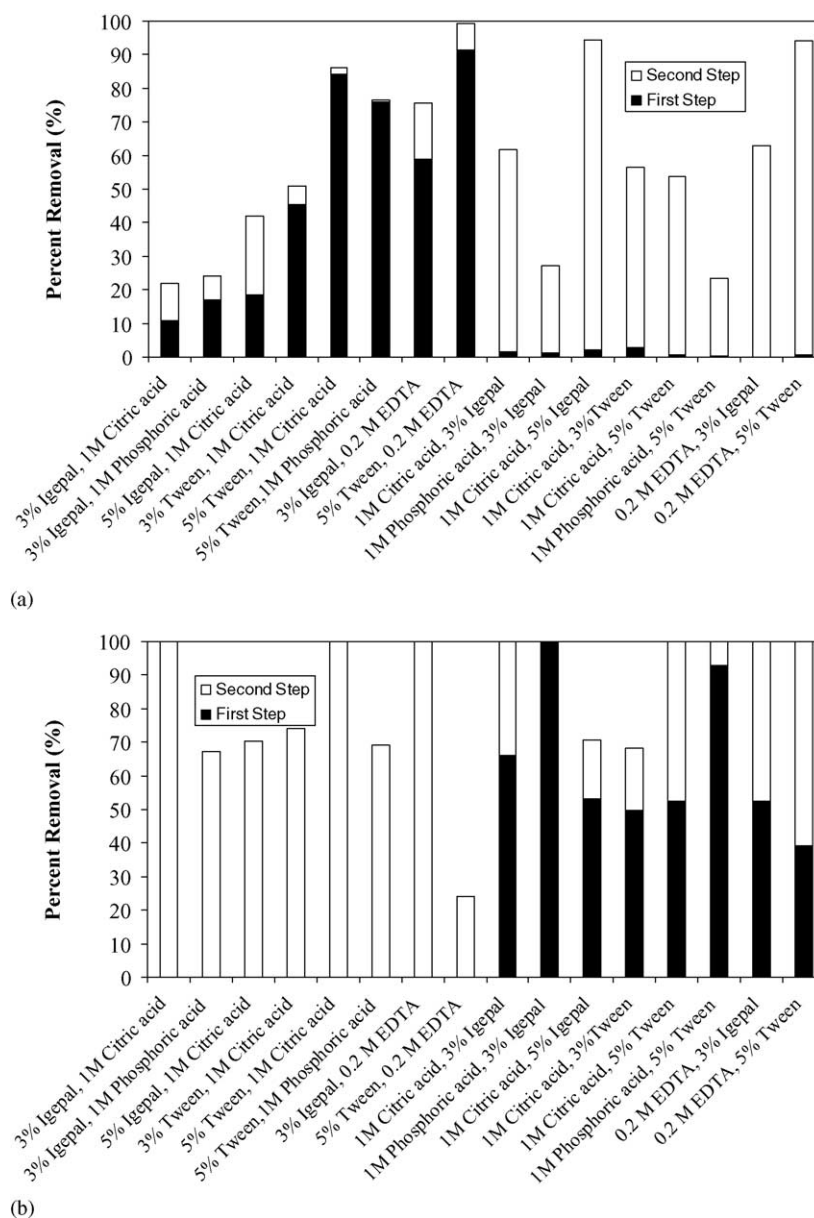 100
90
80
70
60
50
40
30
20
10
0
Percent Removal (%)
Second Step
First Step
3% Igepal, 1M Citric acid
3% Igepal, 1M Phosphoric acid
5% Igepal, 1M Citric acid
3% Tween, 1M Citric acid
5% Tween, 1M Citric acid
5% Tween, 1M Phosphoric acid
3% Igepal, 0.2 M EDTA
5% Tween, 0.2 M EDTA
1M Citric acid, 3% Igepal
1M Phosphoric acid, 3% Igepal
1M Citric acid, 5% Igepal
1M Citric acid, 3% Tween
1M Citric acid, 5% Tween
1M Phosphoric acid, 5% Tween
0.2 M EDTA, 3% Igepal
0.2 M EDTA, 5% Tween
(a)
100
90
80
70
60
50
40
30
20
10
0
Percent Removal (%)
Second Step
First Step
3% Igepal, 1M Citric acid
3% Igepal, 1M Phosphoric acid
5% Igepal, 1M Citric acid
3% Tween, 1M Citric acid
5% Tween, 1M Citric acid
5% Tween, 1M Phosphoric acid
3% Igepal, 0.2 M EDTA
5% Tween, 0.2 M EDTA
1M Citric acid, 3% Igepal
1M Phosphoric acid, 3% Igepal
1M Citric acid, 5% Igepal
1M Citric acid, 3% Tween
1M Citric acid, 5% Tween
1M Phosphoric acid, 5% Tween
0.2 M EDTA, 3% Igepal
0.2 M EDTA, 5% Tween
(b)